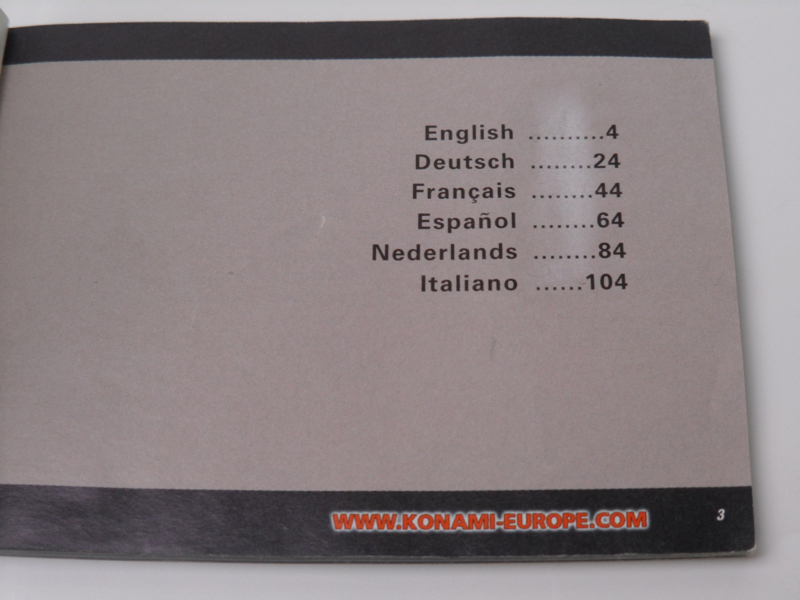 English ..........4
Deutsch ........24
Français ........44
Español ........64
Nederlands ........84
Italiano ......104
WWW.KONAMI-EUROPE.COM
3